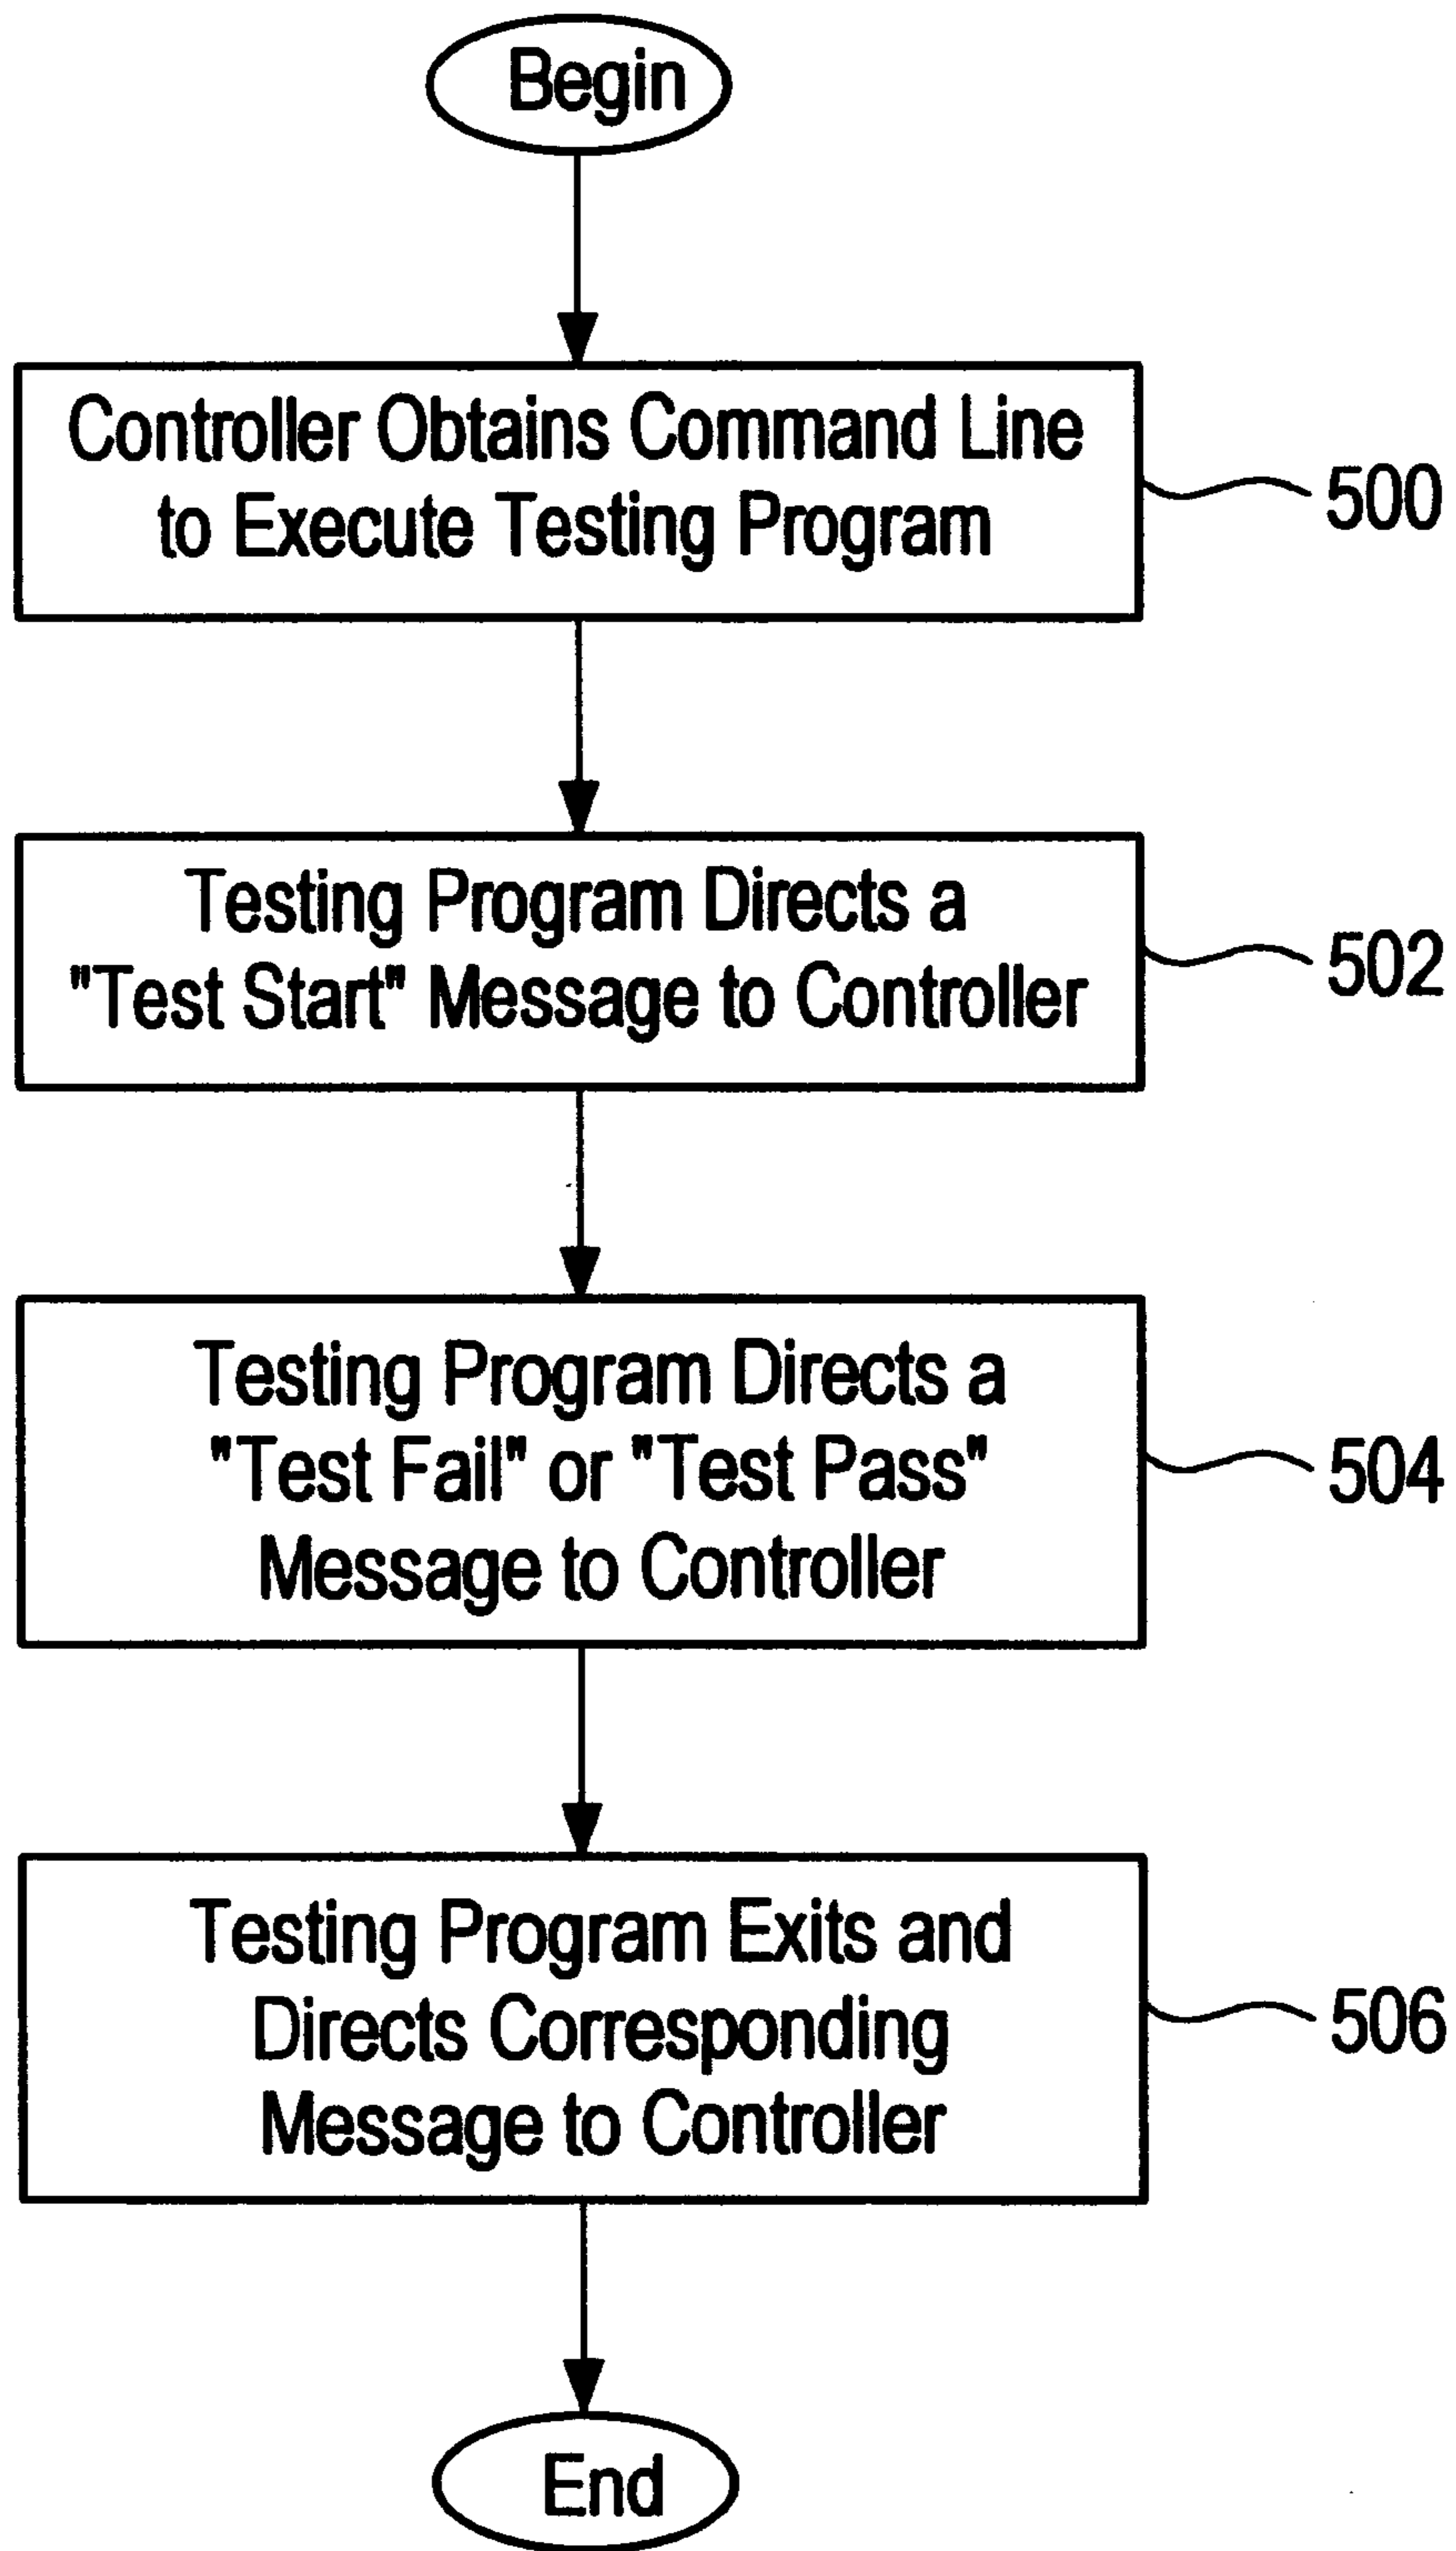 Begin
Controller Obtains Command Line
to Execute Testing Program
500
Testing Program Directs a
"Test Start" Message to Controller
502
Testing Program Directs a
"Test Fail" or "Test Pass"
Message to Controller
504
Testing Program Exits and
Directs Corresponding
Message to Controller
506
End